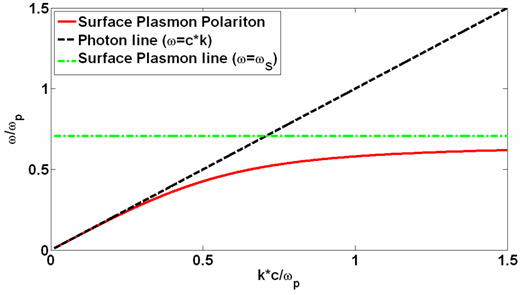 1.5
Surface Plasmon Polariton
Photon line (ω=c*k)
Surface Plasmon line (ω=ωS)
1
ω/ωp
0.5
0
0 0.5 1 1.5
k*c/ωp